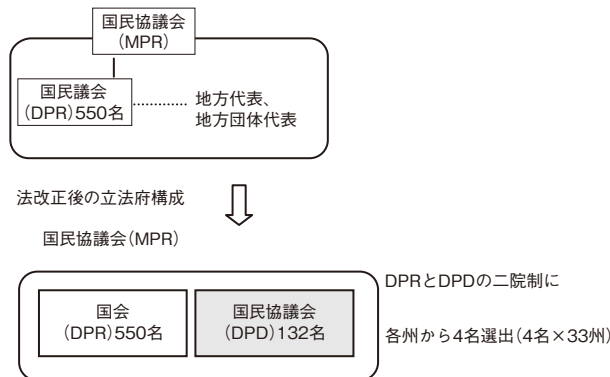 国民協議会
(MPR)
国民議会
(DPR)550名
地方代表、
地方団体代表
法改正後の立法府構成
国民協議会(MPR)
DPRとDPDの二院制に
国会
(DPR)550名
国民協議会
(DPD)132名
各州から4名選出(4名×33州)